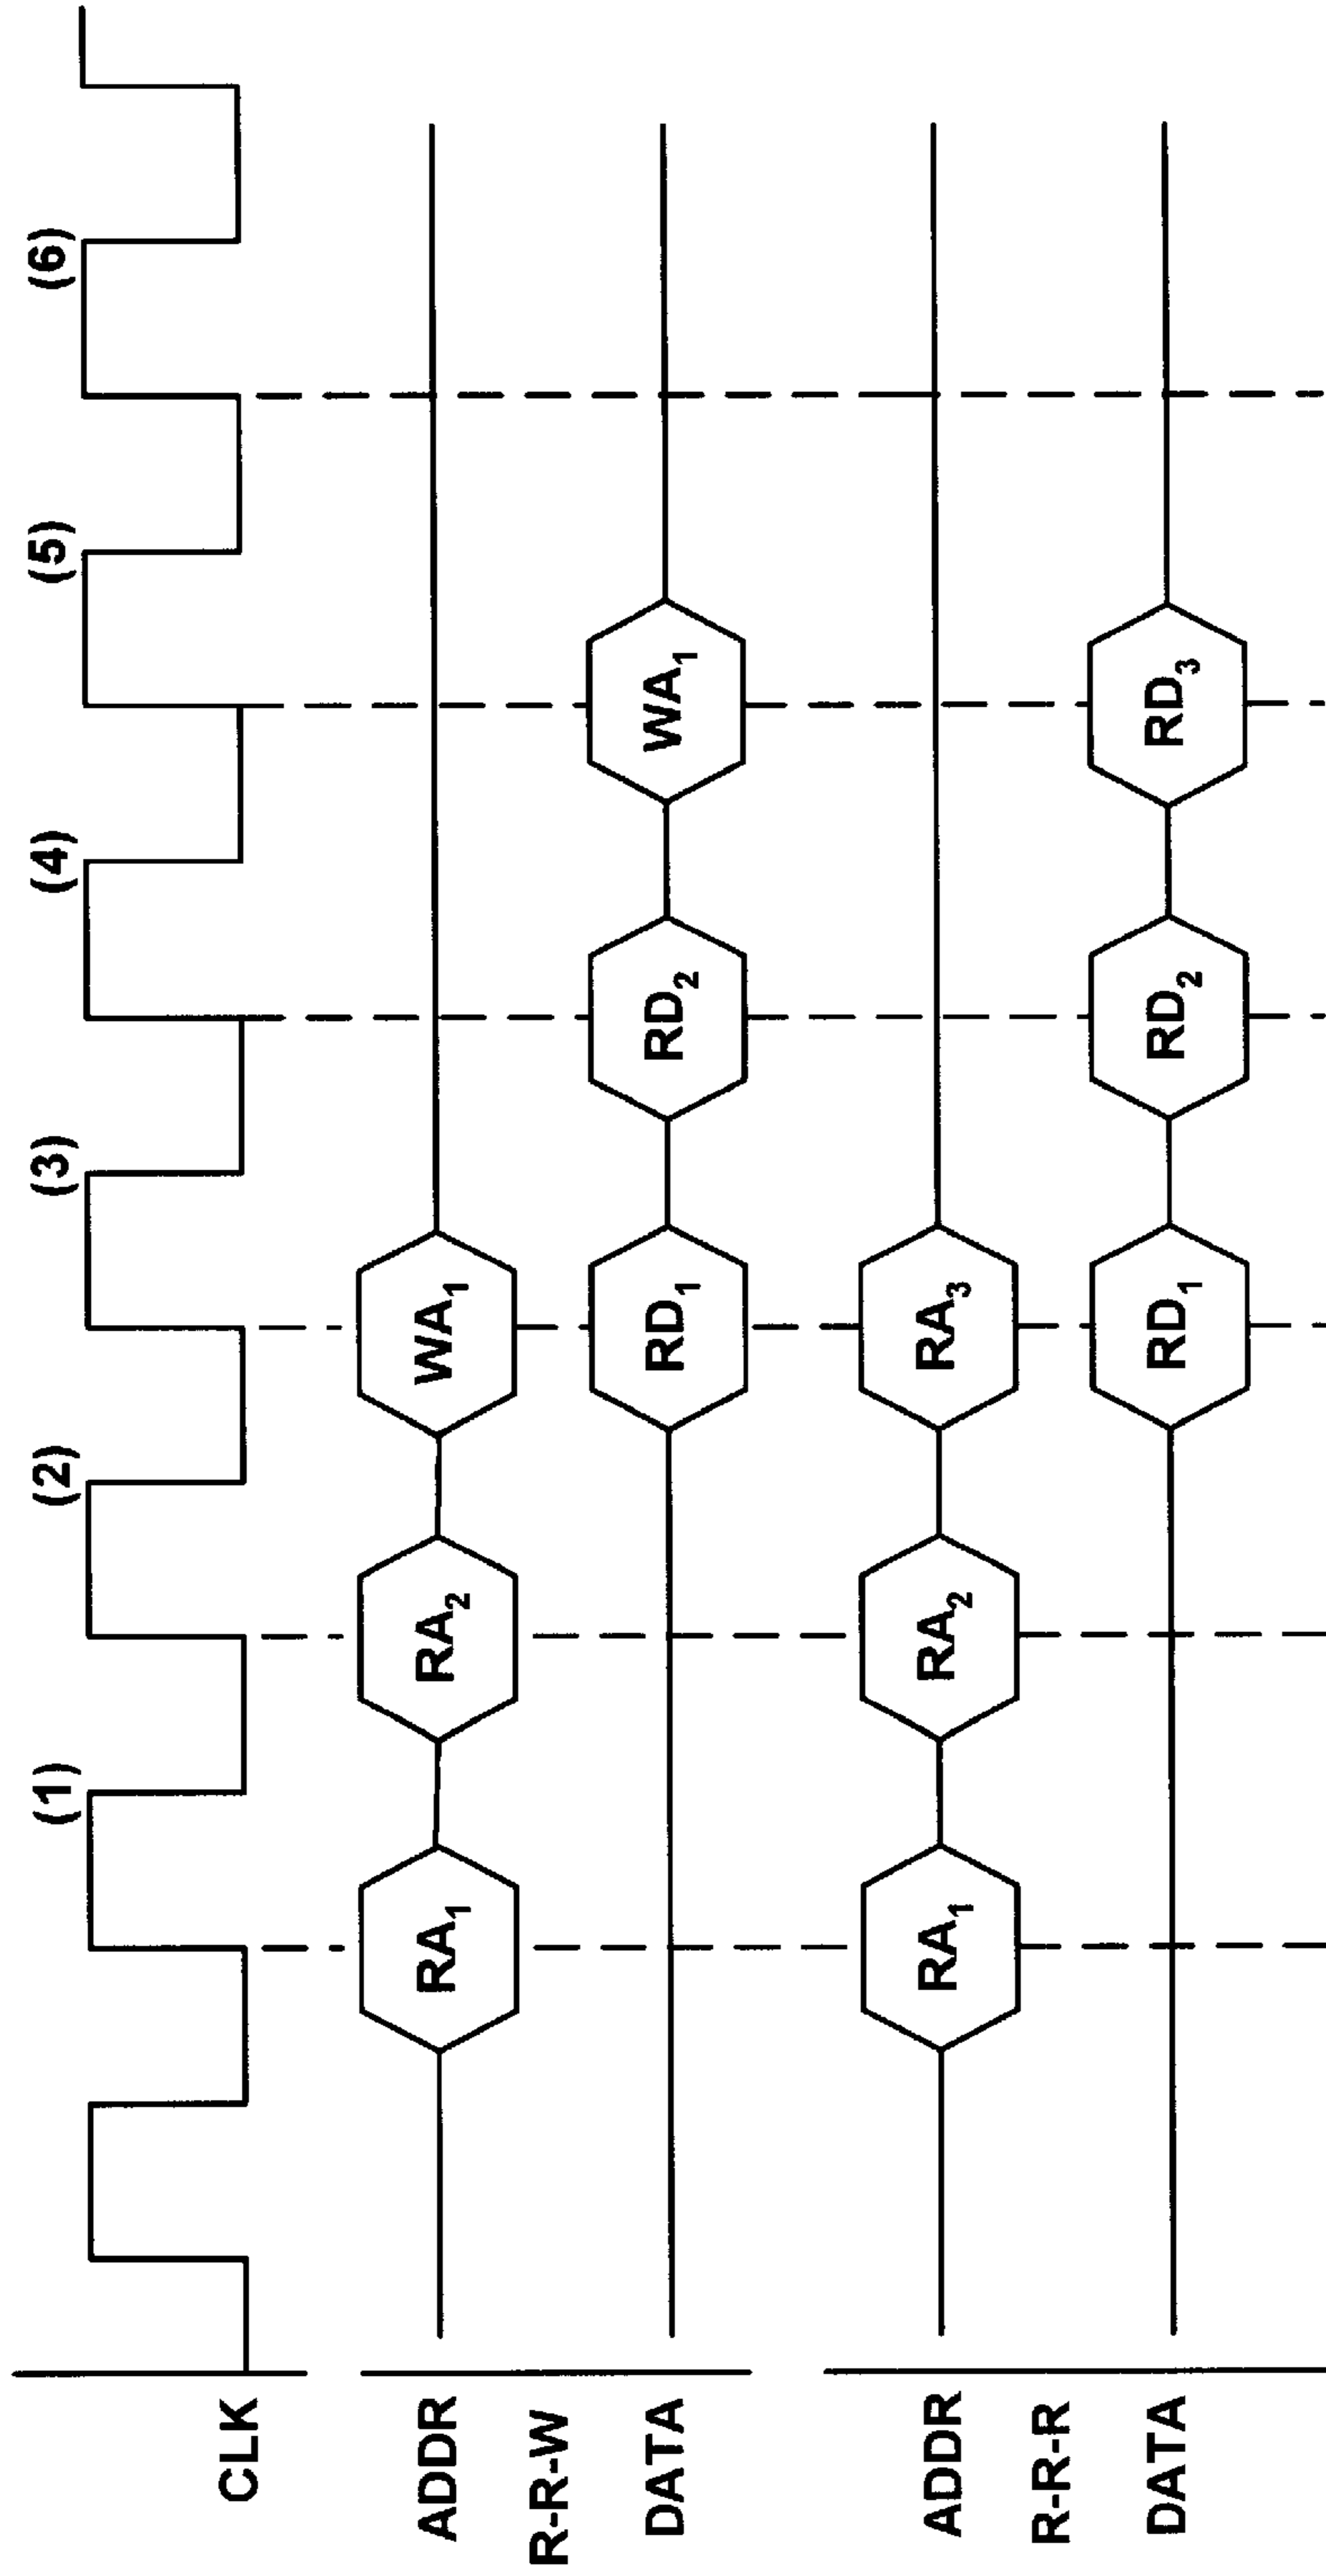 CLK (1) (2) (3) (4) (5) (6)
ADDR RA1 RA2 WA1
R-R-W
DATA RD1 RD2 WA1
ADDR RA1 RA2 RA3
R-R-R
DATA RD1 RD2 RD3